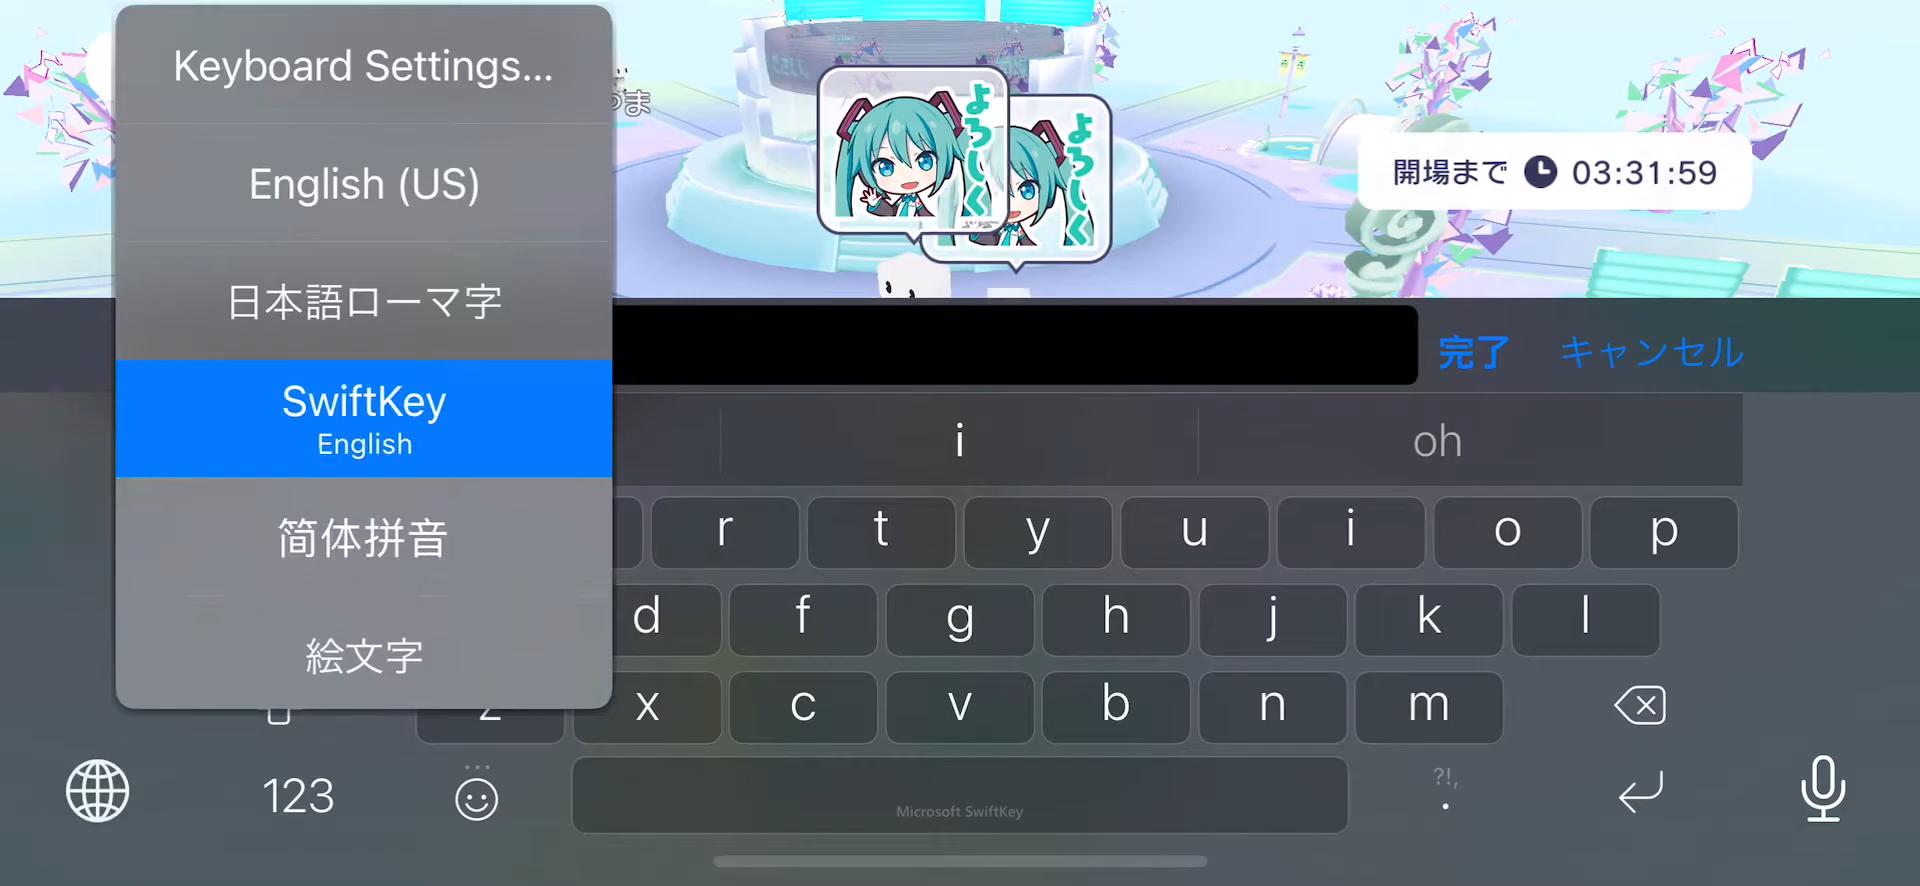 Keyboard Settings...
English (US)
日本語ローマ字
SwiftKey
English
简体拼音
絵文字
ま
よろしく
よろしく
開場まで 03:31:59
完了 キャンセル
i oh
r t y u i o p
d f g h j k l
z x c v b n m
123
Microsoft SwiftKey
?!,
.